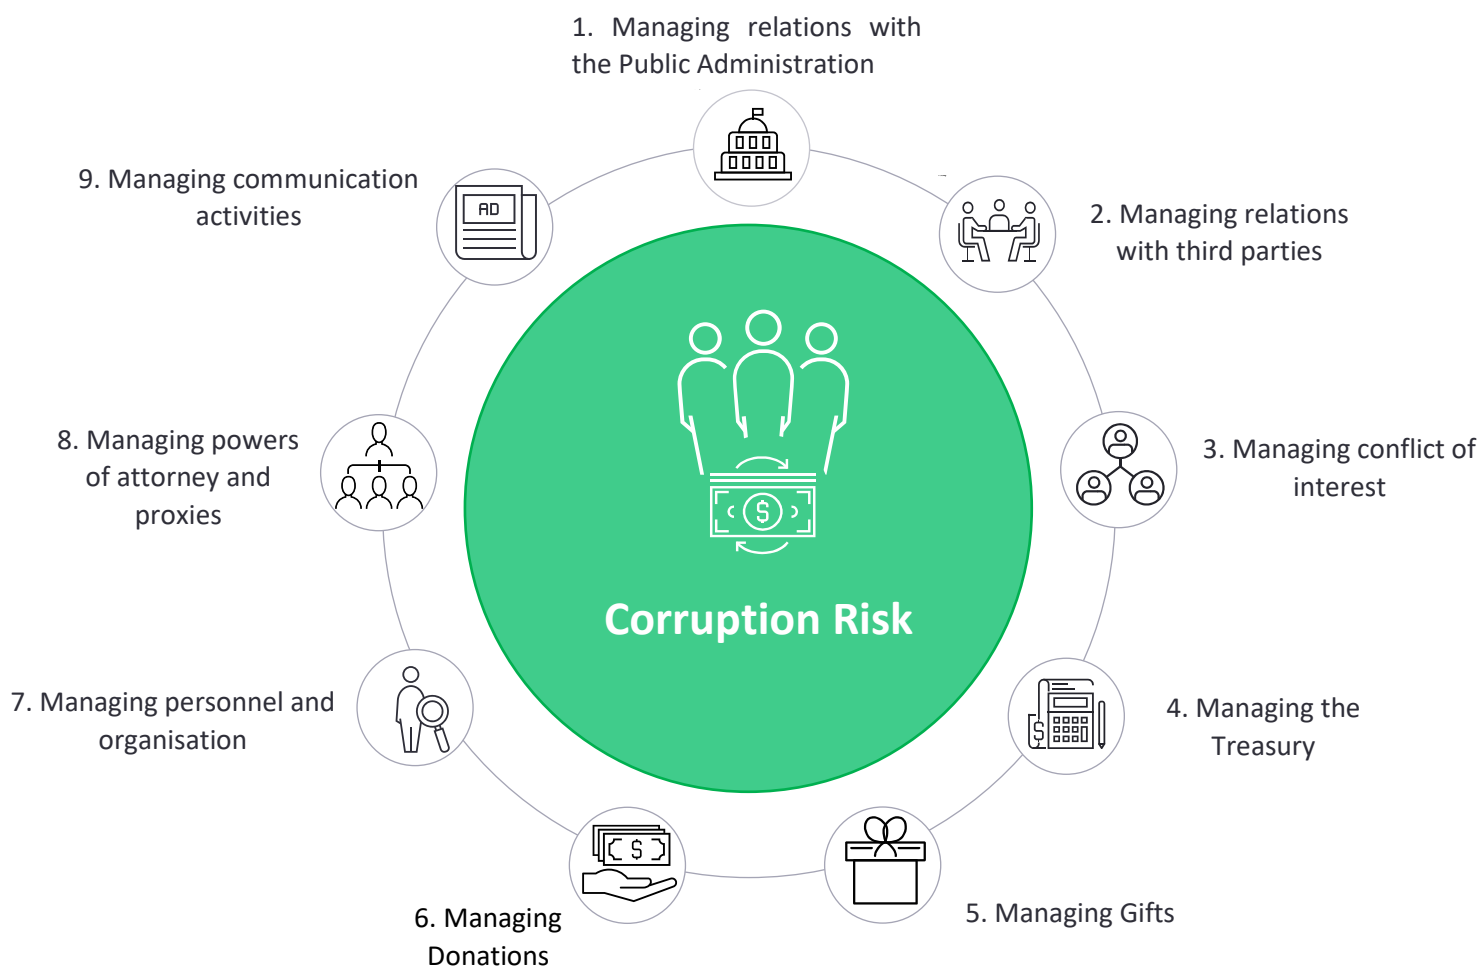 1. Managing relations with
the Public Administration
2. Managing relations
with third parties
3. Managing conflict of
interest
4. Managing the
Treasury
5. Managing Gifts
6. Managing
Donations
7. Managing personnel and
organisation
8. Managing powers
of attorney and
proxies
9. Managing communication
activities
AD
$
Corruption Risk
$
$